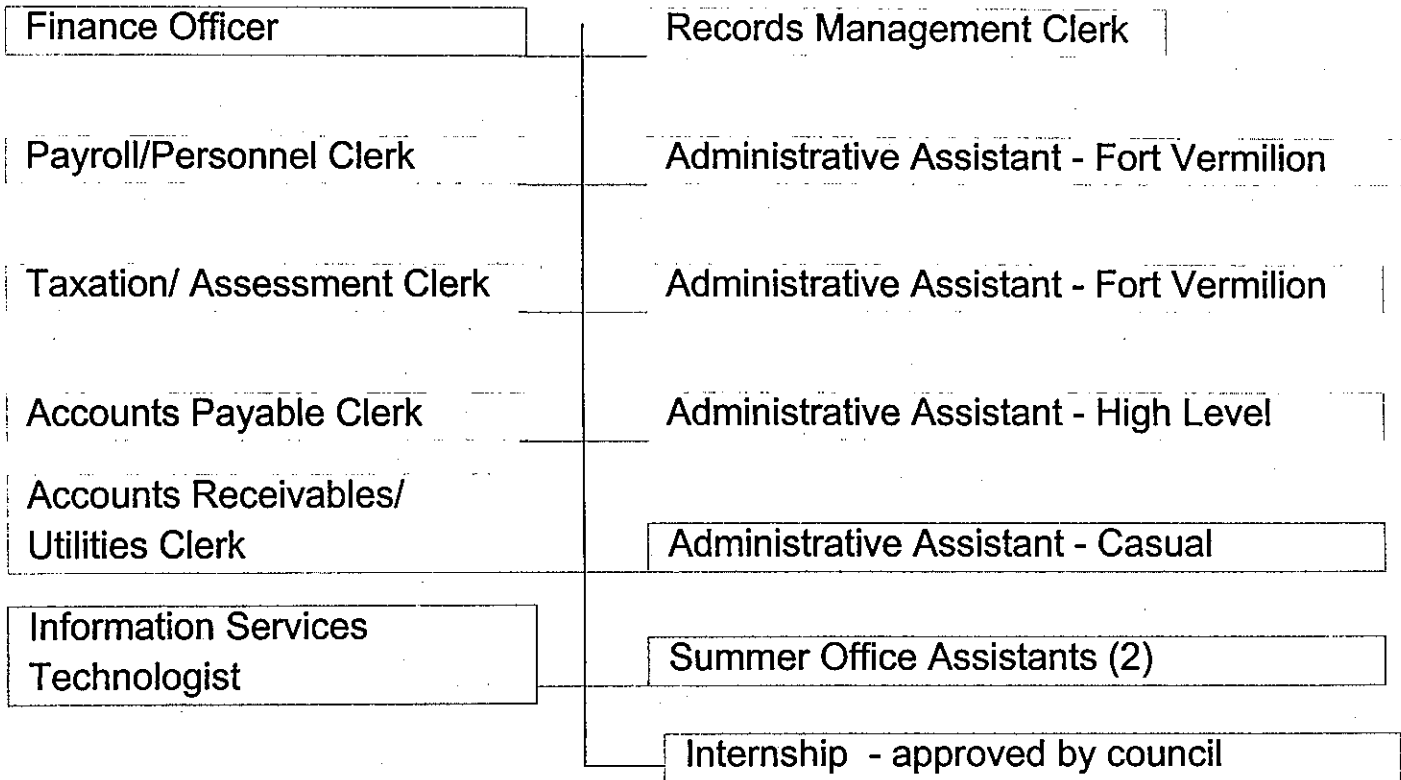 Finance Officer
Records Management Clerk
Payroll/Personnel Clerk
Administrative Assistant - Fort Vermilion
Taxation/ Assessment Clerk
Administrative Assistant - Fort Vermilion
Accounts Payable Clerk
Administrative Assistant - High Level
Accounts Receivables/
Utilities Clerk
Administrative Assistant - Casual
Information Services
Technologist
Summer Office Assistants (2)
Internship - approved by council